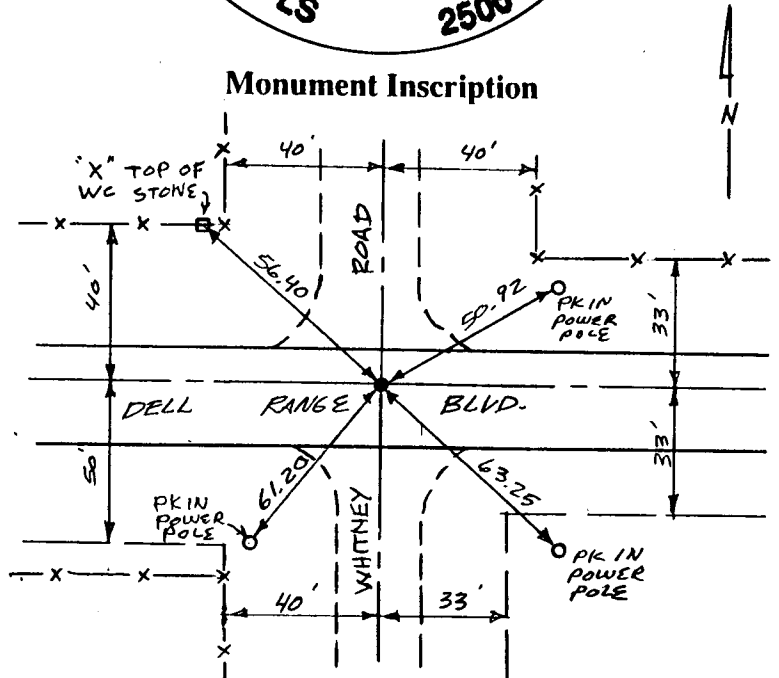 LS 2500
Monument Inscription
N
40' 40'
"X" TOP OF
WC STONE
ROAD
56.40
50.92
PK IN
POWER
POLE
40'
33'
DELL RANGE BLVD.
50'
33'
61.20
63.25
PK IN
POWER
POLE
WHITNEY
PK IN
POWER
POLE
40' 33'